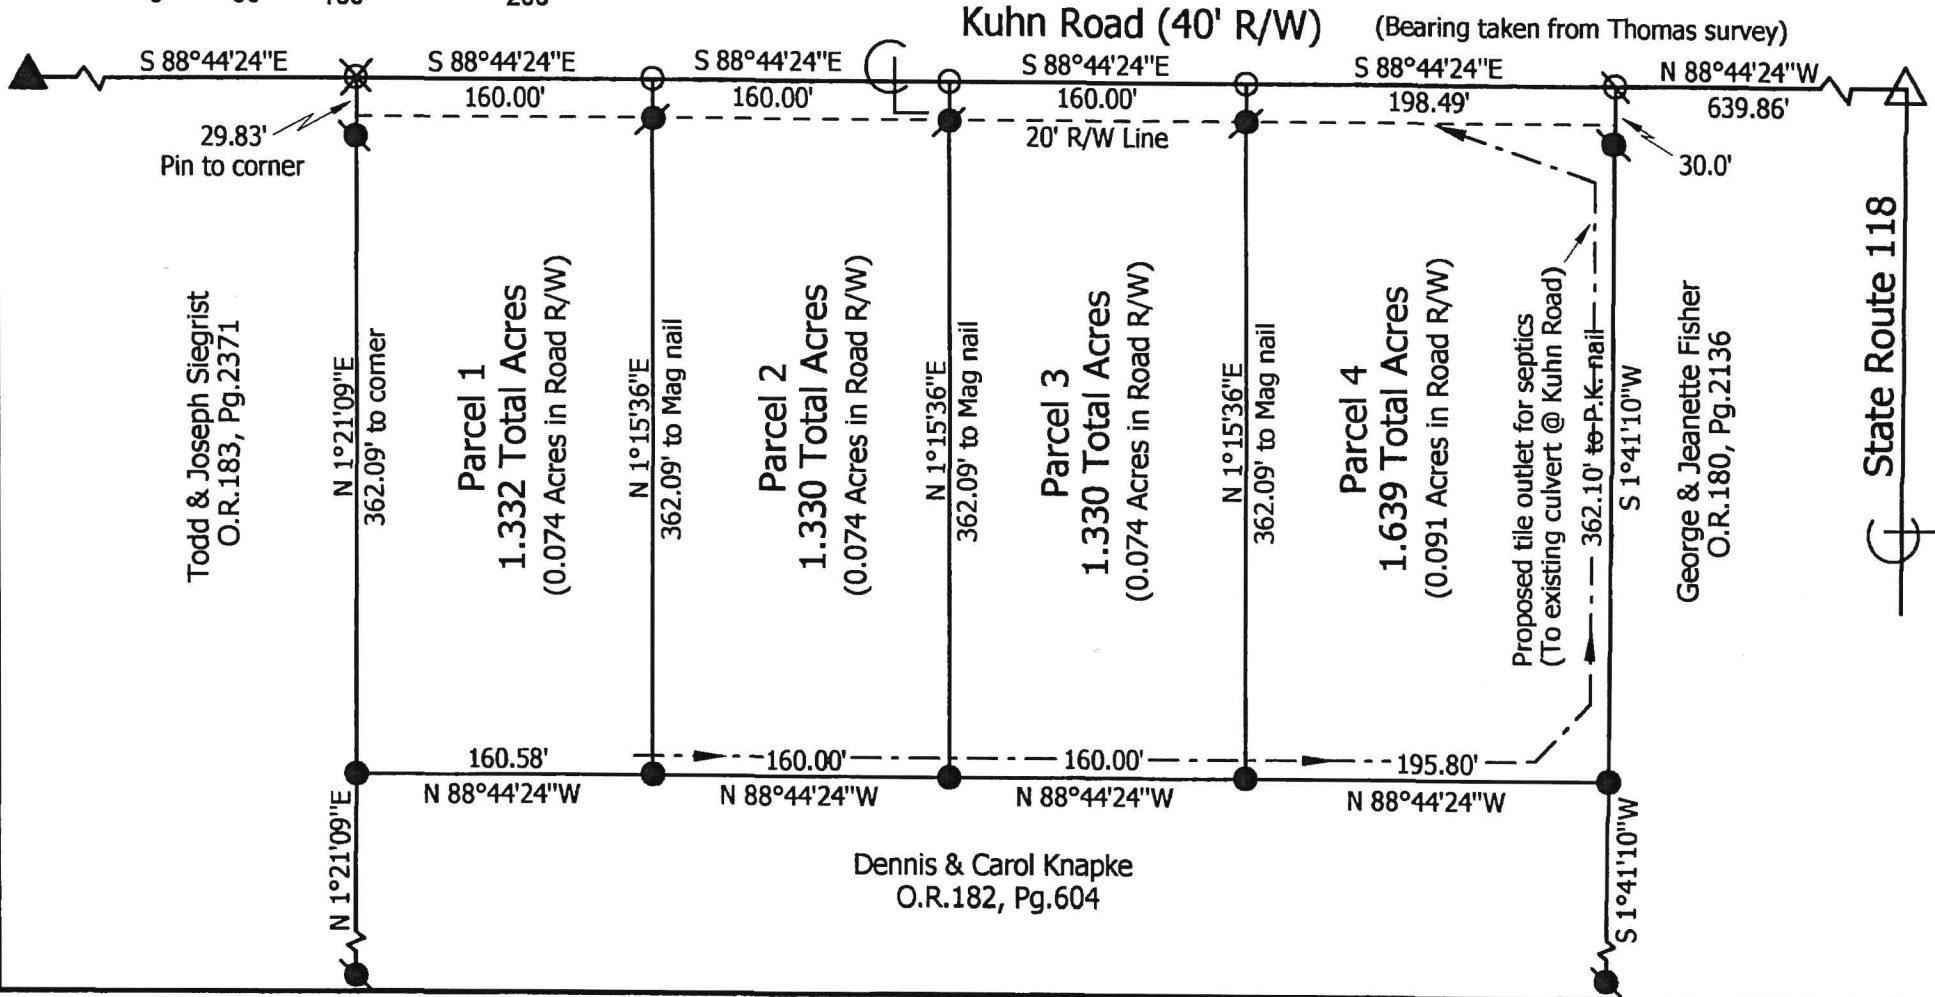 Kuhn Road (40' R/W)
(Bearing taken from Thomas survey)
S 88°44'24"E
S 88°44'24"E
S 88°44'24"E
S 88°44'24"E
S 88°44'24"E
N 88°44'24"W
160.00'
160.00'
160.00'
198.49'
639.86'
29.83'
Pin to corner
20' R/W Line
30.0'
Todd & Joseph Siegrist
O.R.183, Pg.2371
N 1°21'09"E
362.09' to corner
Parcel 1
1.332 Total Acres
(0.074 Acres in Road R/W)
N 1°15'36"E
362.09' to Mag nail
Parcel 2
1.330 Total Acres
(0.074 Acres in Road R/W)
N 1°15'36"E
362.09' to Mag nail
Parcel 3
1.330 Total Acres
(0.074 Acres in Road R/W)
N 1°15'36"E
362.09' to Mag nail
Parcel 4
1.639 Total Acres
(0.091 Acres in Road R/W)
Proposed tile outlet for septics
(To existing culvert @ Kuhn Road)
362.10' to P.K. nail
S 1°41'10"W
George & Jeanette Fisher
O.R.180, Pg.2136
State Route 118
160.58'
160.00'
160.00'
195.80'
N 88°44'24"W
N 88°44'24"W
N 88°44'24"W
N 88°44'24"W
N 1°21'09"E
Dennis & Carol Knapke
O.R.182, Pg.604
S 1°41'10"W